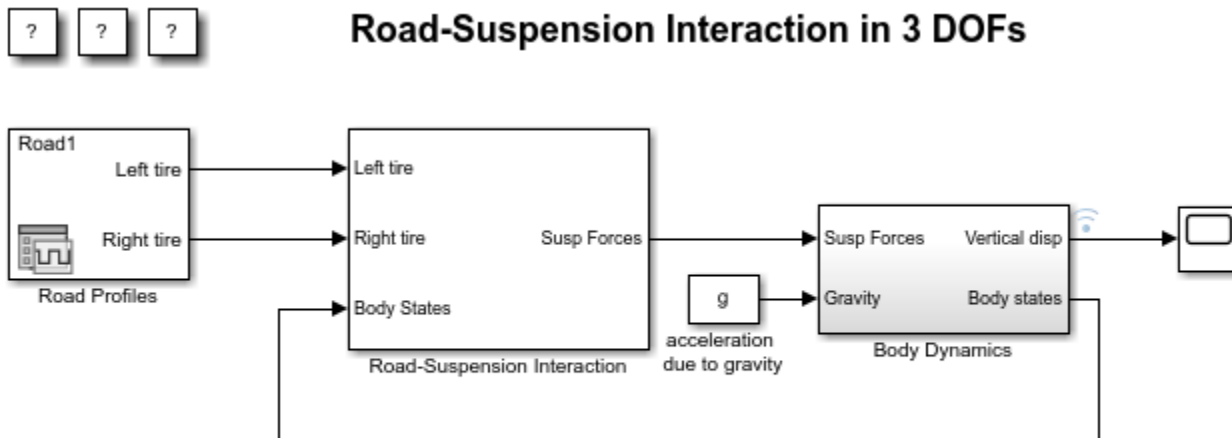 ? ? ?
Road-Suspension Interaction in 3 DOFs
Road1
Left tire
Right tire
Road Profiles
Left tire
Right tire
Body States
Susp Forces
Road-Suspension Interaction
g
acceleration
due to gravity
Susp Forces
Gravity
Vertical disp
Body states
Body Dynamics